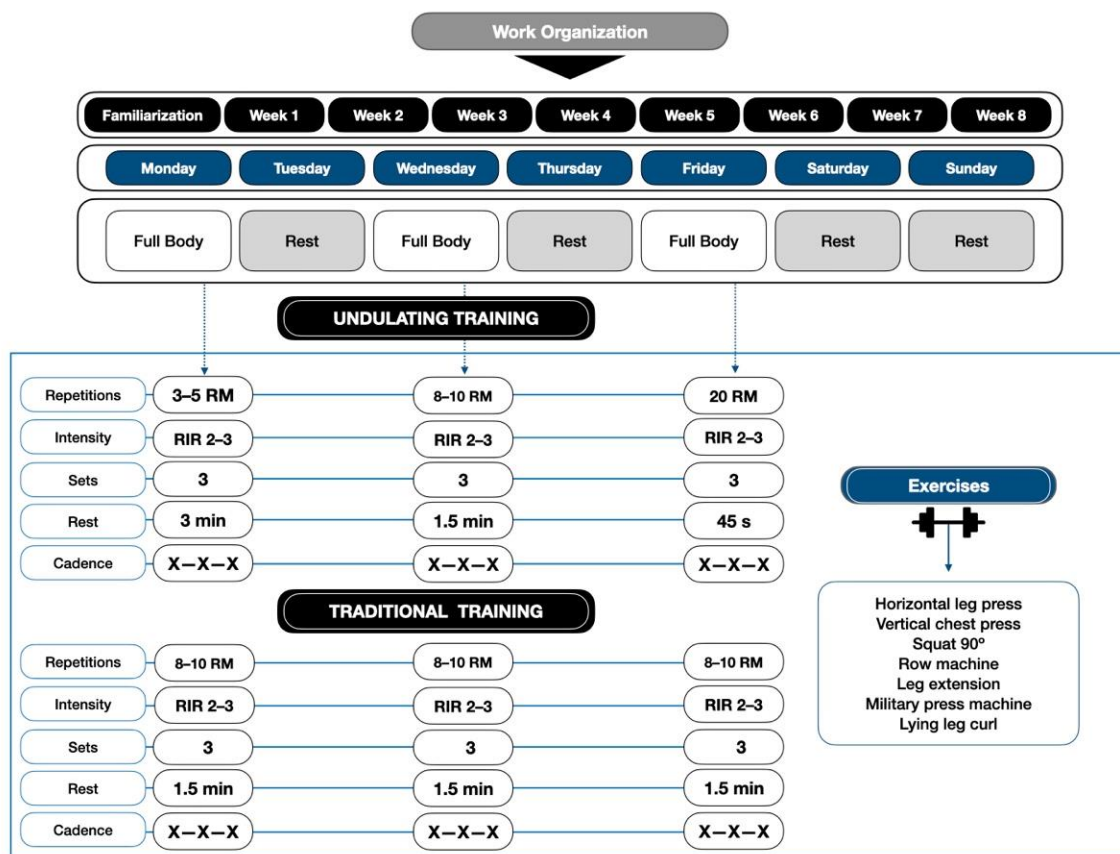 Work Organization
Familiarization Week 1 Week 2 Week 3 Week 4 Week 5 Week 6 Week 7 Week 8
Monday Tuesday Wednesday Thursday Friday Saturday Sunday
Full Body Rest Full Body Rest Full Body Rest Rest
UNDULATING TRAINING
Repetitions 3–5 RM 8–10 RM 20 RM
Intensity RIR 2–3 RIR 2–3 RIR 2–3
Sets 3 3 3
Rest 3 min 1.5 min 45 s
Cadence X–X–X X–X–X X–X–X
TRADITIONAL TRAINING
Repetitions 8–10 RM 8–10 RM 8–10 RM
Intensity RIR 2–3 RIR 2–3 RIR 2–3
Sets 3 3 3
Rest 1.5 min 1.5 min 1.5 min
Cadence X–X–X X–X–X X–X–X
Exercises
Horizontal leg press
Vertical chest press
Squat 90º
Row machine
Leg extension
Military press machine
Lying leg curl